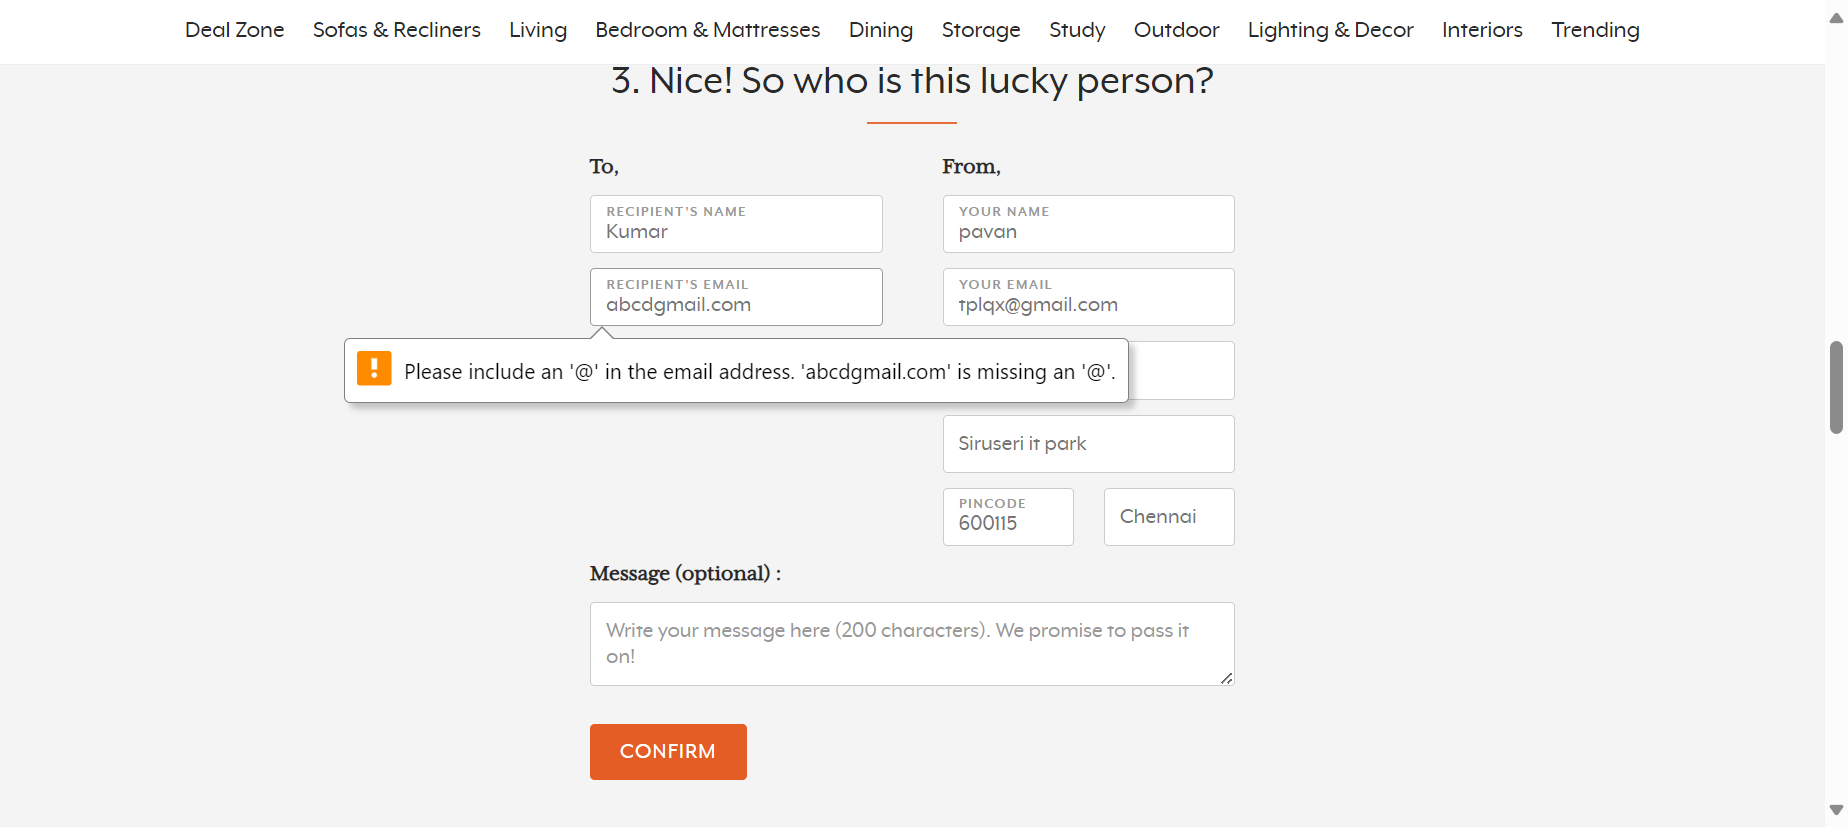 Deal Zone Sofas & Recliners Living Bedroom & Mattresses Dining Storage Study Outdoor Lighting & Decor Interiors Trending
3. Nice! So who is this lucky person?
To,
RECIPIENT'S NAME
Kumar
RECIPIENT'S EMAIL
abcdgmail.com
Please include an '@' in the email address. 'abcdgmail.com' is missing an '@'.
From,
YOUR NAME
pavan
YOUR EMAIL
tplqx@gmail.com
Siruseri it park
PINCODE
600115
Chennai
Message (optional) :
Write your message here (200 characters). We promise to pass it
on!
CONFIRM